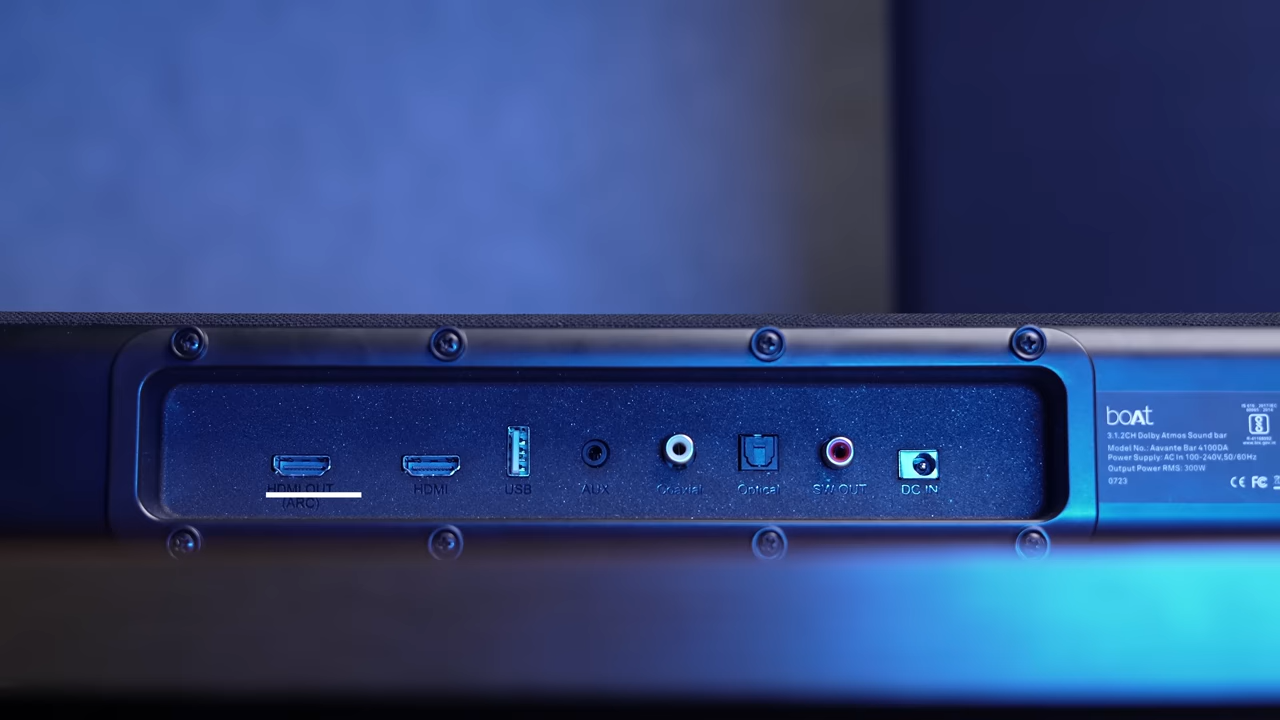 HDMI OUT
(ARC)
HDMI
USB
AUX
Coaxial
Optical
SW OUT
DC IN
boAt
3.1.2CH Dolby Atmos Sound bar
Model No.: Aavante Bar 4100DA
Power Supply: AC In 100-240V,50/60Hz
Output Power RMS: 300W
0723
CE FC